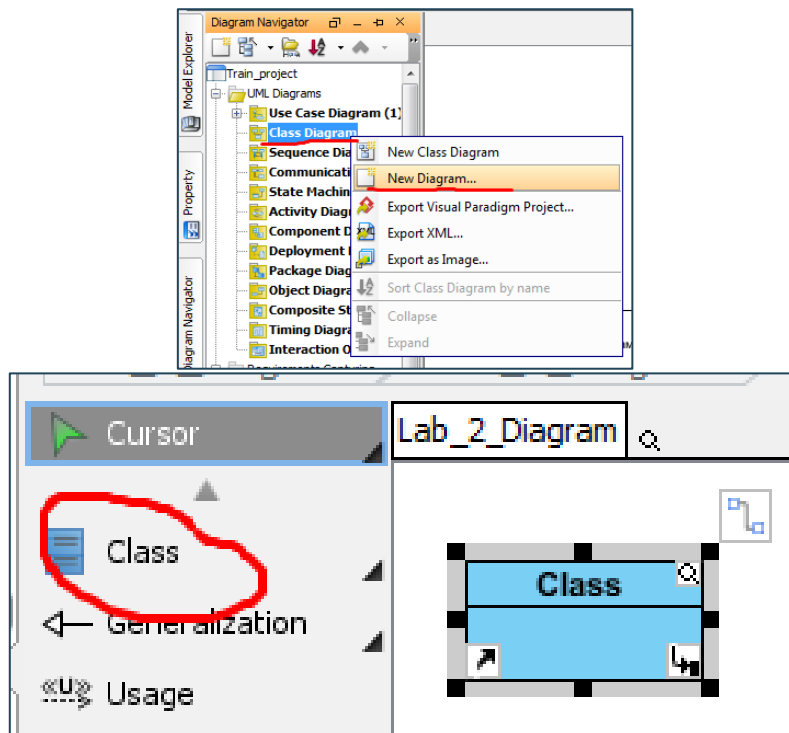 Diagram Navigator
Model Explorer
Train_project
UML Diagrams
Use Case Diagram (1)
Class Diagram
New Class Diagram
Sequence Dia
New Diagram...
Communicati
Property
State Machin
Export Visual Paradigm Project...
Activity Diag
Export XML...
Component D
Deployment
Export as Image...
Package Diag
Sort Class Diagram by name
Object Diagra
Diagram Navigator
Composite St
Collapse
Timing Diagra
Expand
Interaction O
Cursor
Lab_2_Diagram
Class
Class
Generalization
«U» Usage